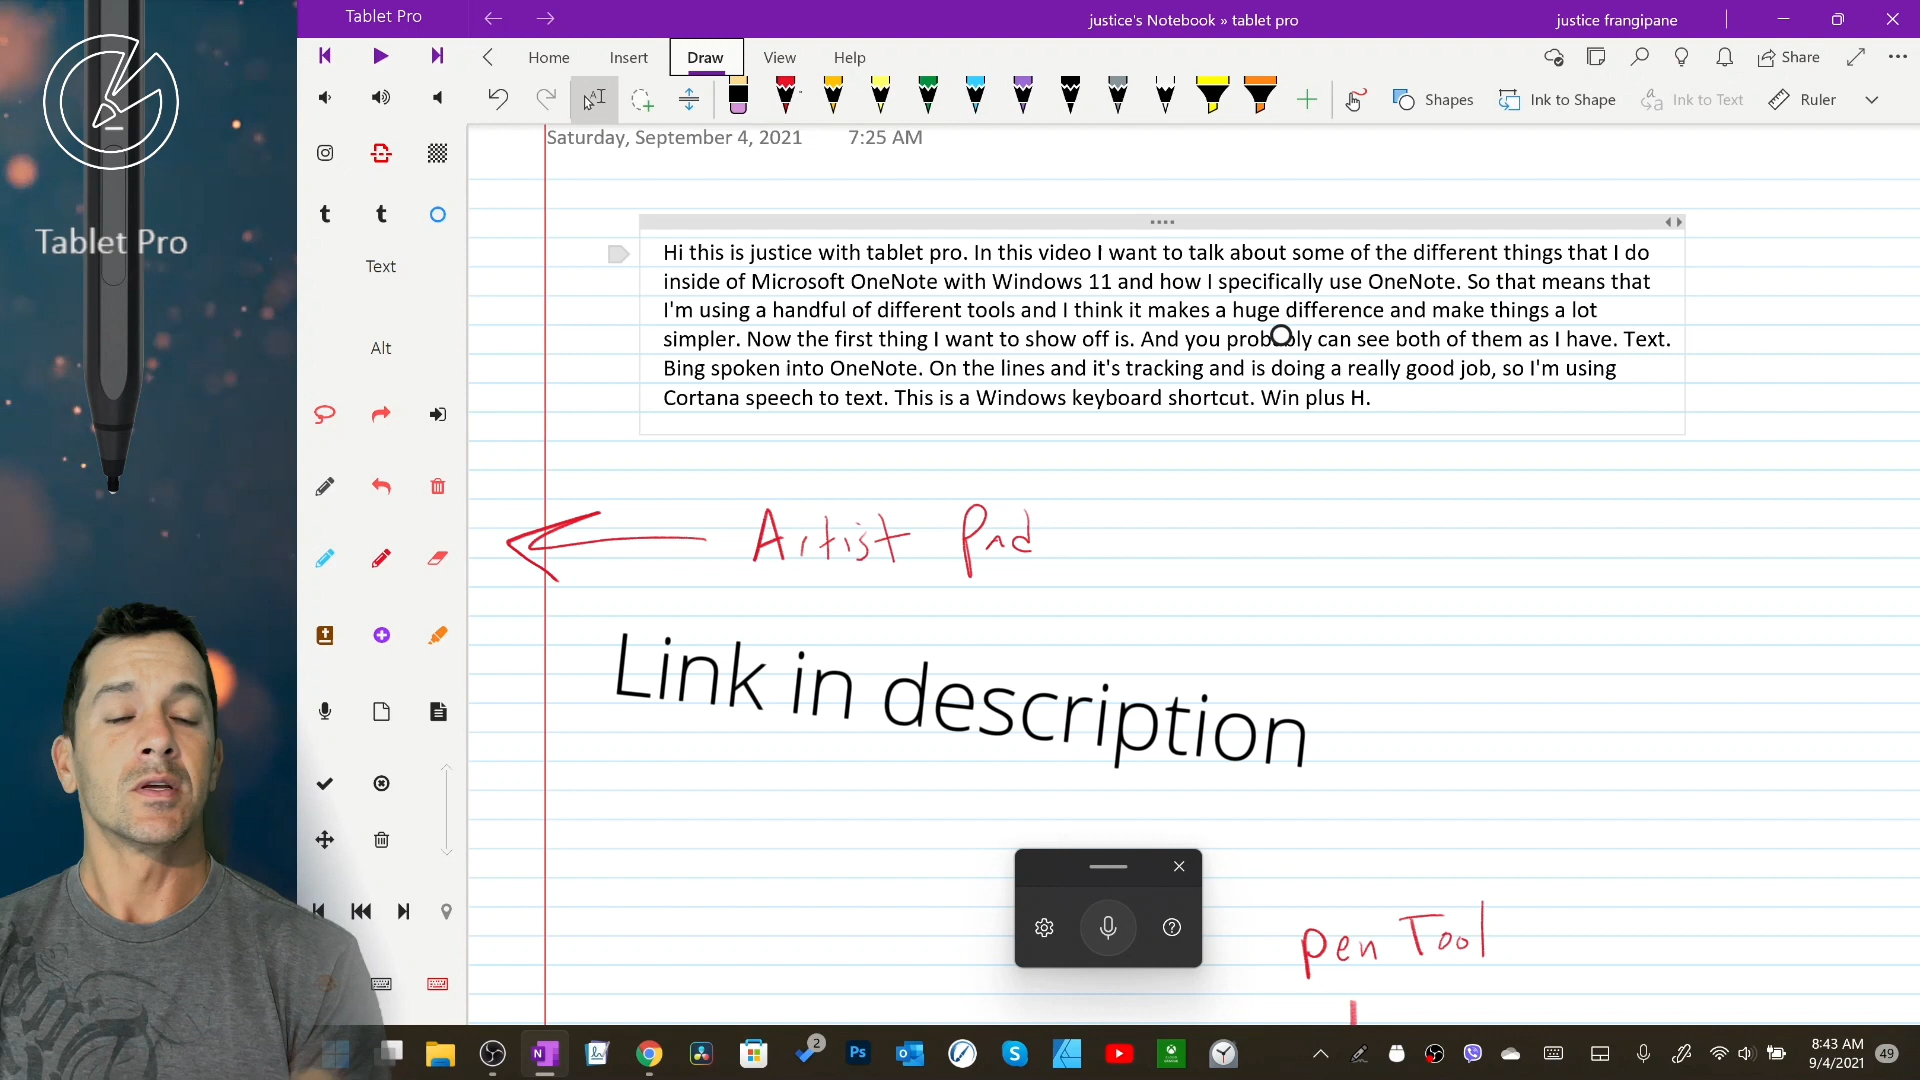 Tablet Pro
justice's Notebook » tablet pro
justice frangipane
Home
Insert
Draw
View
Help
Share
Shapes
Ink to Shape
Ink to Text
Ruler
Saturday, September 4, 2021
7:25 AM
Tablet Pro
t
t
Text
Alt
Hi this is justice with tablet pro. In this video I want to talk about some of the different things that I do
inside of Microsoft OneNote with Windows 11 and how I specifically use OneNote. So that means that
I'm using a handful of different tools and I think it makes a huge difference and make things a lot
simpler. Now the first thing I want to show off is. And you probably can see both of them as I have. Text.
Bing spoken into OneNote. On the lines and it's tracking and is doing a really good job, so I'm using
Cortana speech to text. This is a Windows keyboard shortcut. Win plus H.
Artist Pad
Link in description
Pen Tool
2
Ps
8:43 AM
9/4/2021
49